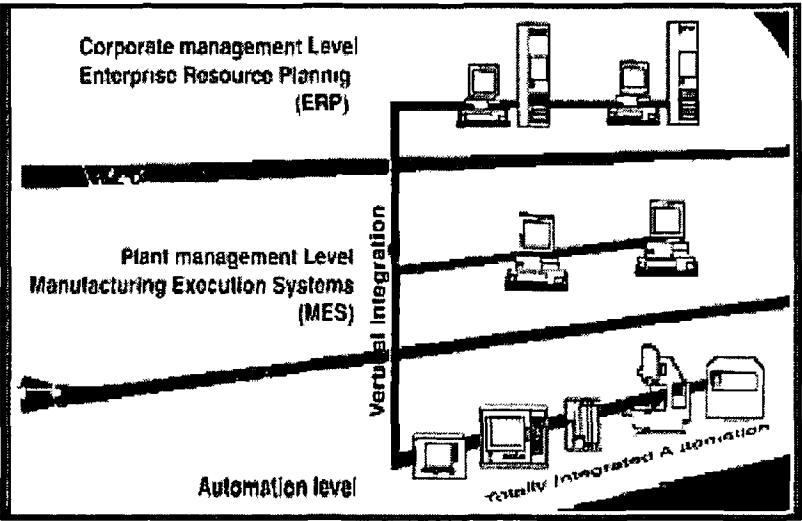 Corporate management Level
Enterprise Resource Plannig
(ERP)
Plant management Level
Manufacturing Execution Systems
(MES)
Vertical Integration
Automation level
Totally Integrated Automation